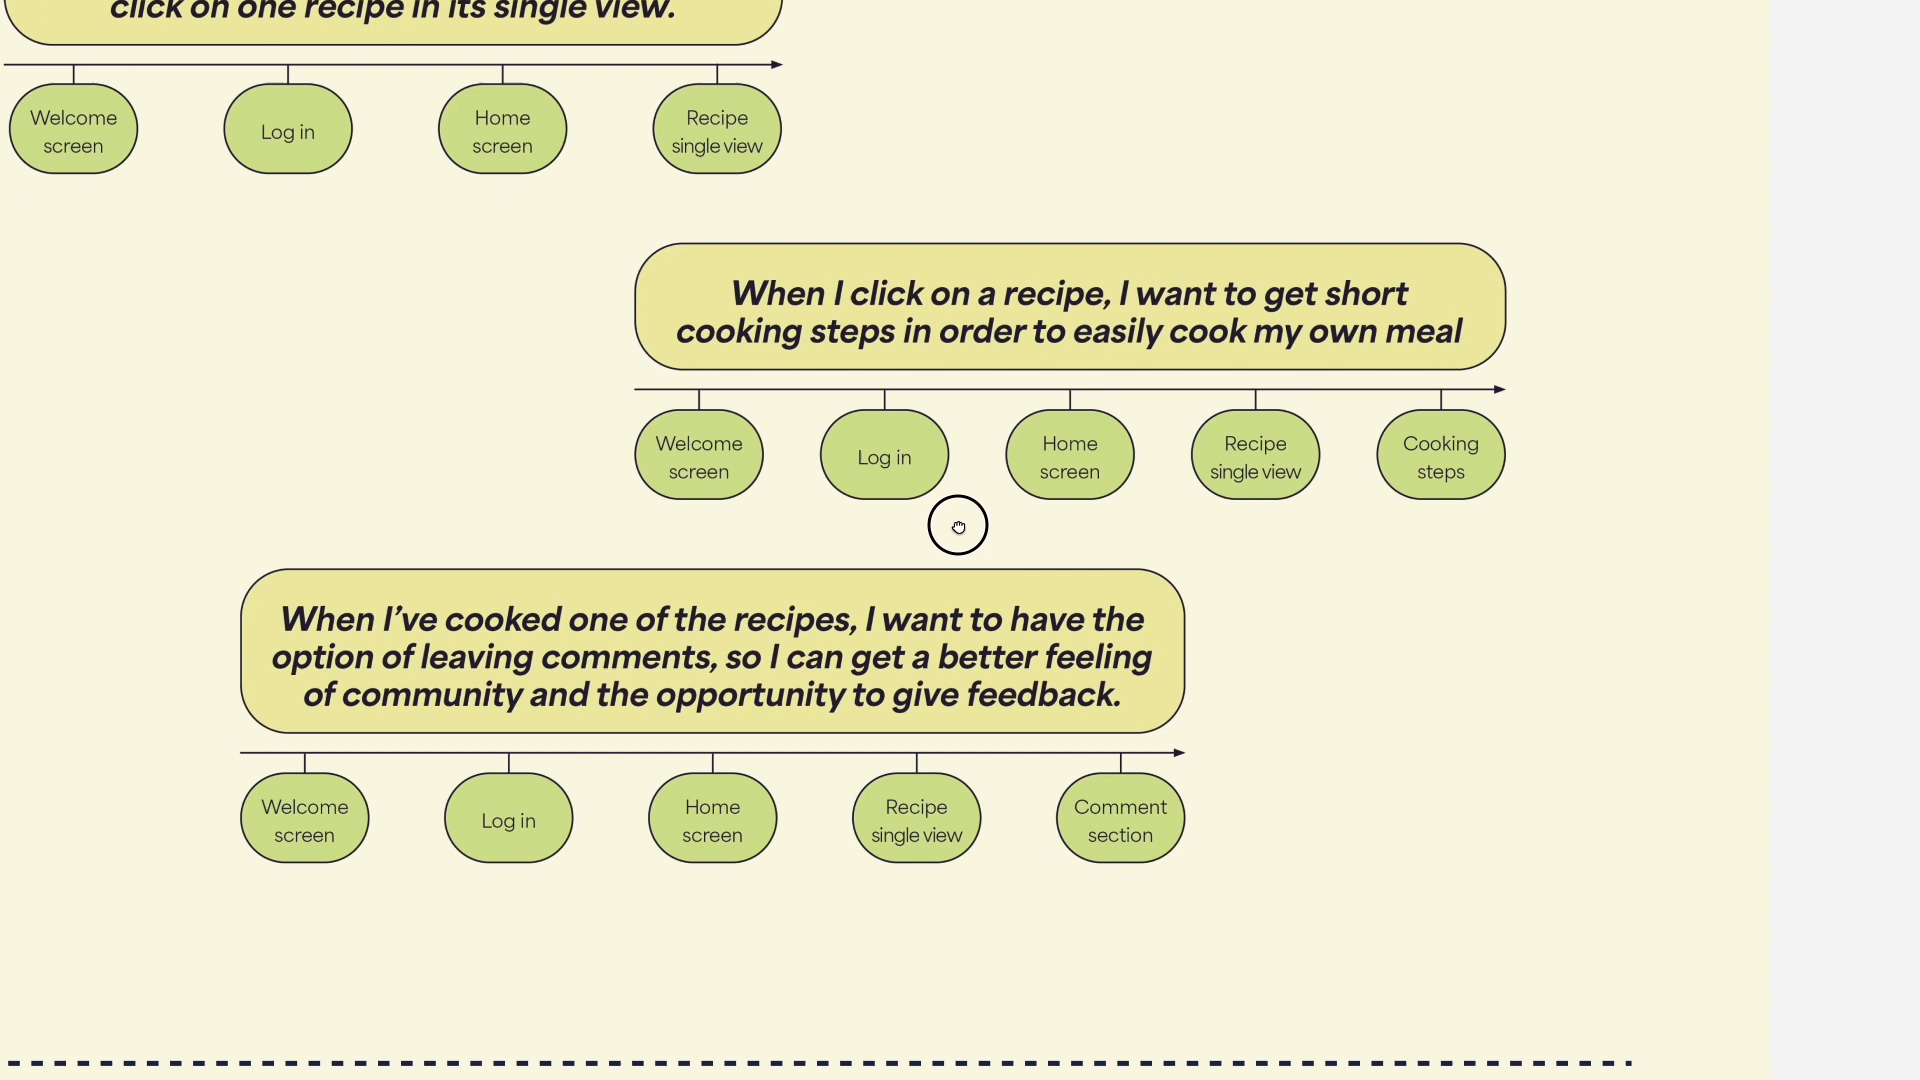 click on one recipe in its single view.
Welcome
screen
Log in
Home
screen
Recipe
single view
When I click on a recipe, I want to get short
cooking steps in order to easily cook my own meal
Welcome
screen
Log in
Home
screen
Recipe
single view
Cooking
steps
When I’ve cooked one of the recipes, I want to have the
option of leaving comments, so I can get a better feeling
of community and the opportunity to give feedback.
Welcome
screen
Log in
Home
screen
Recipe
single view
Comment
section